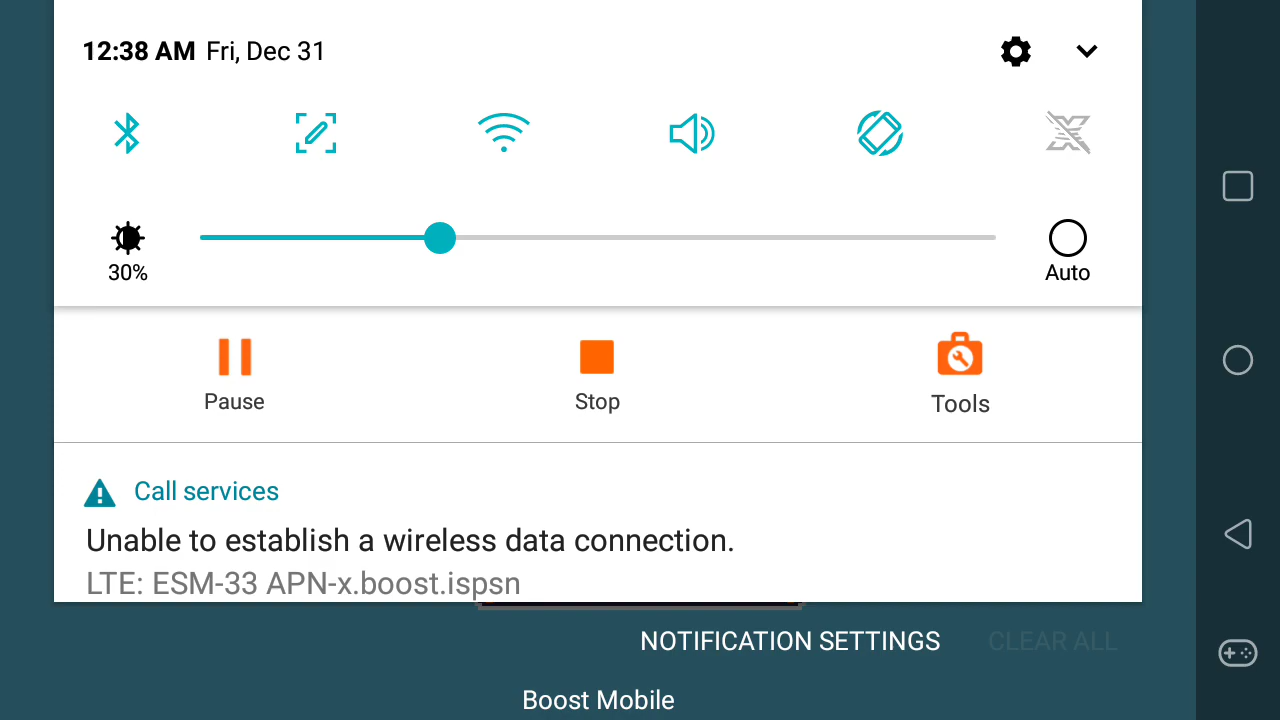 12:38 AM Fri, Dec 31
30%
Auto
Pause
Stop
Tools
Call services
Unable to establish a wireless data connection.
LTE: ESM-33 APN-x.boost.ispsn
NOTIFICATION SETTINGS
CLEAR ALL
Boost Mobile